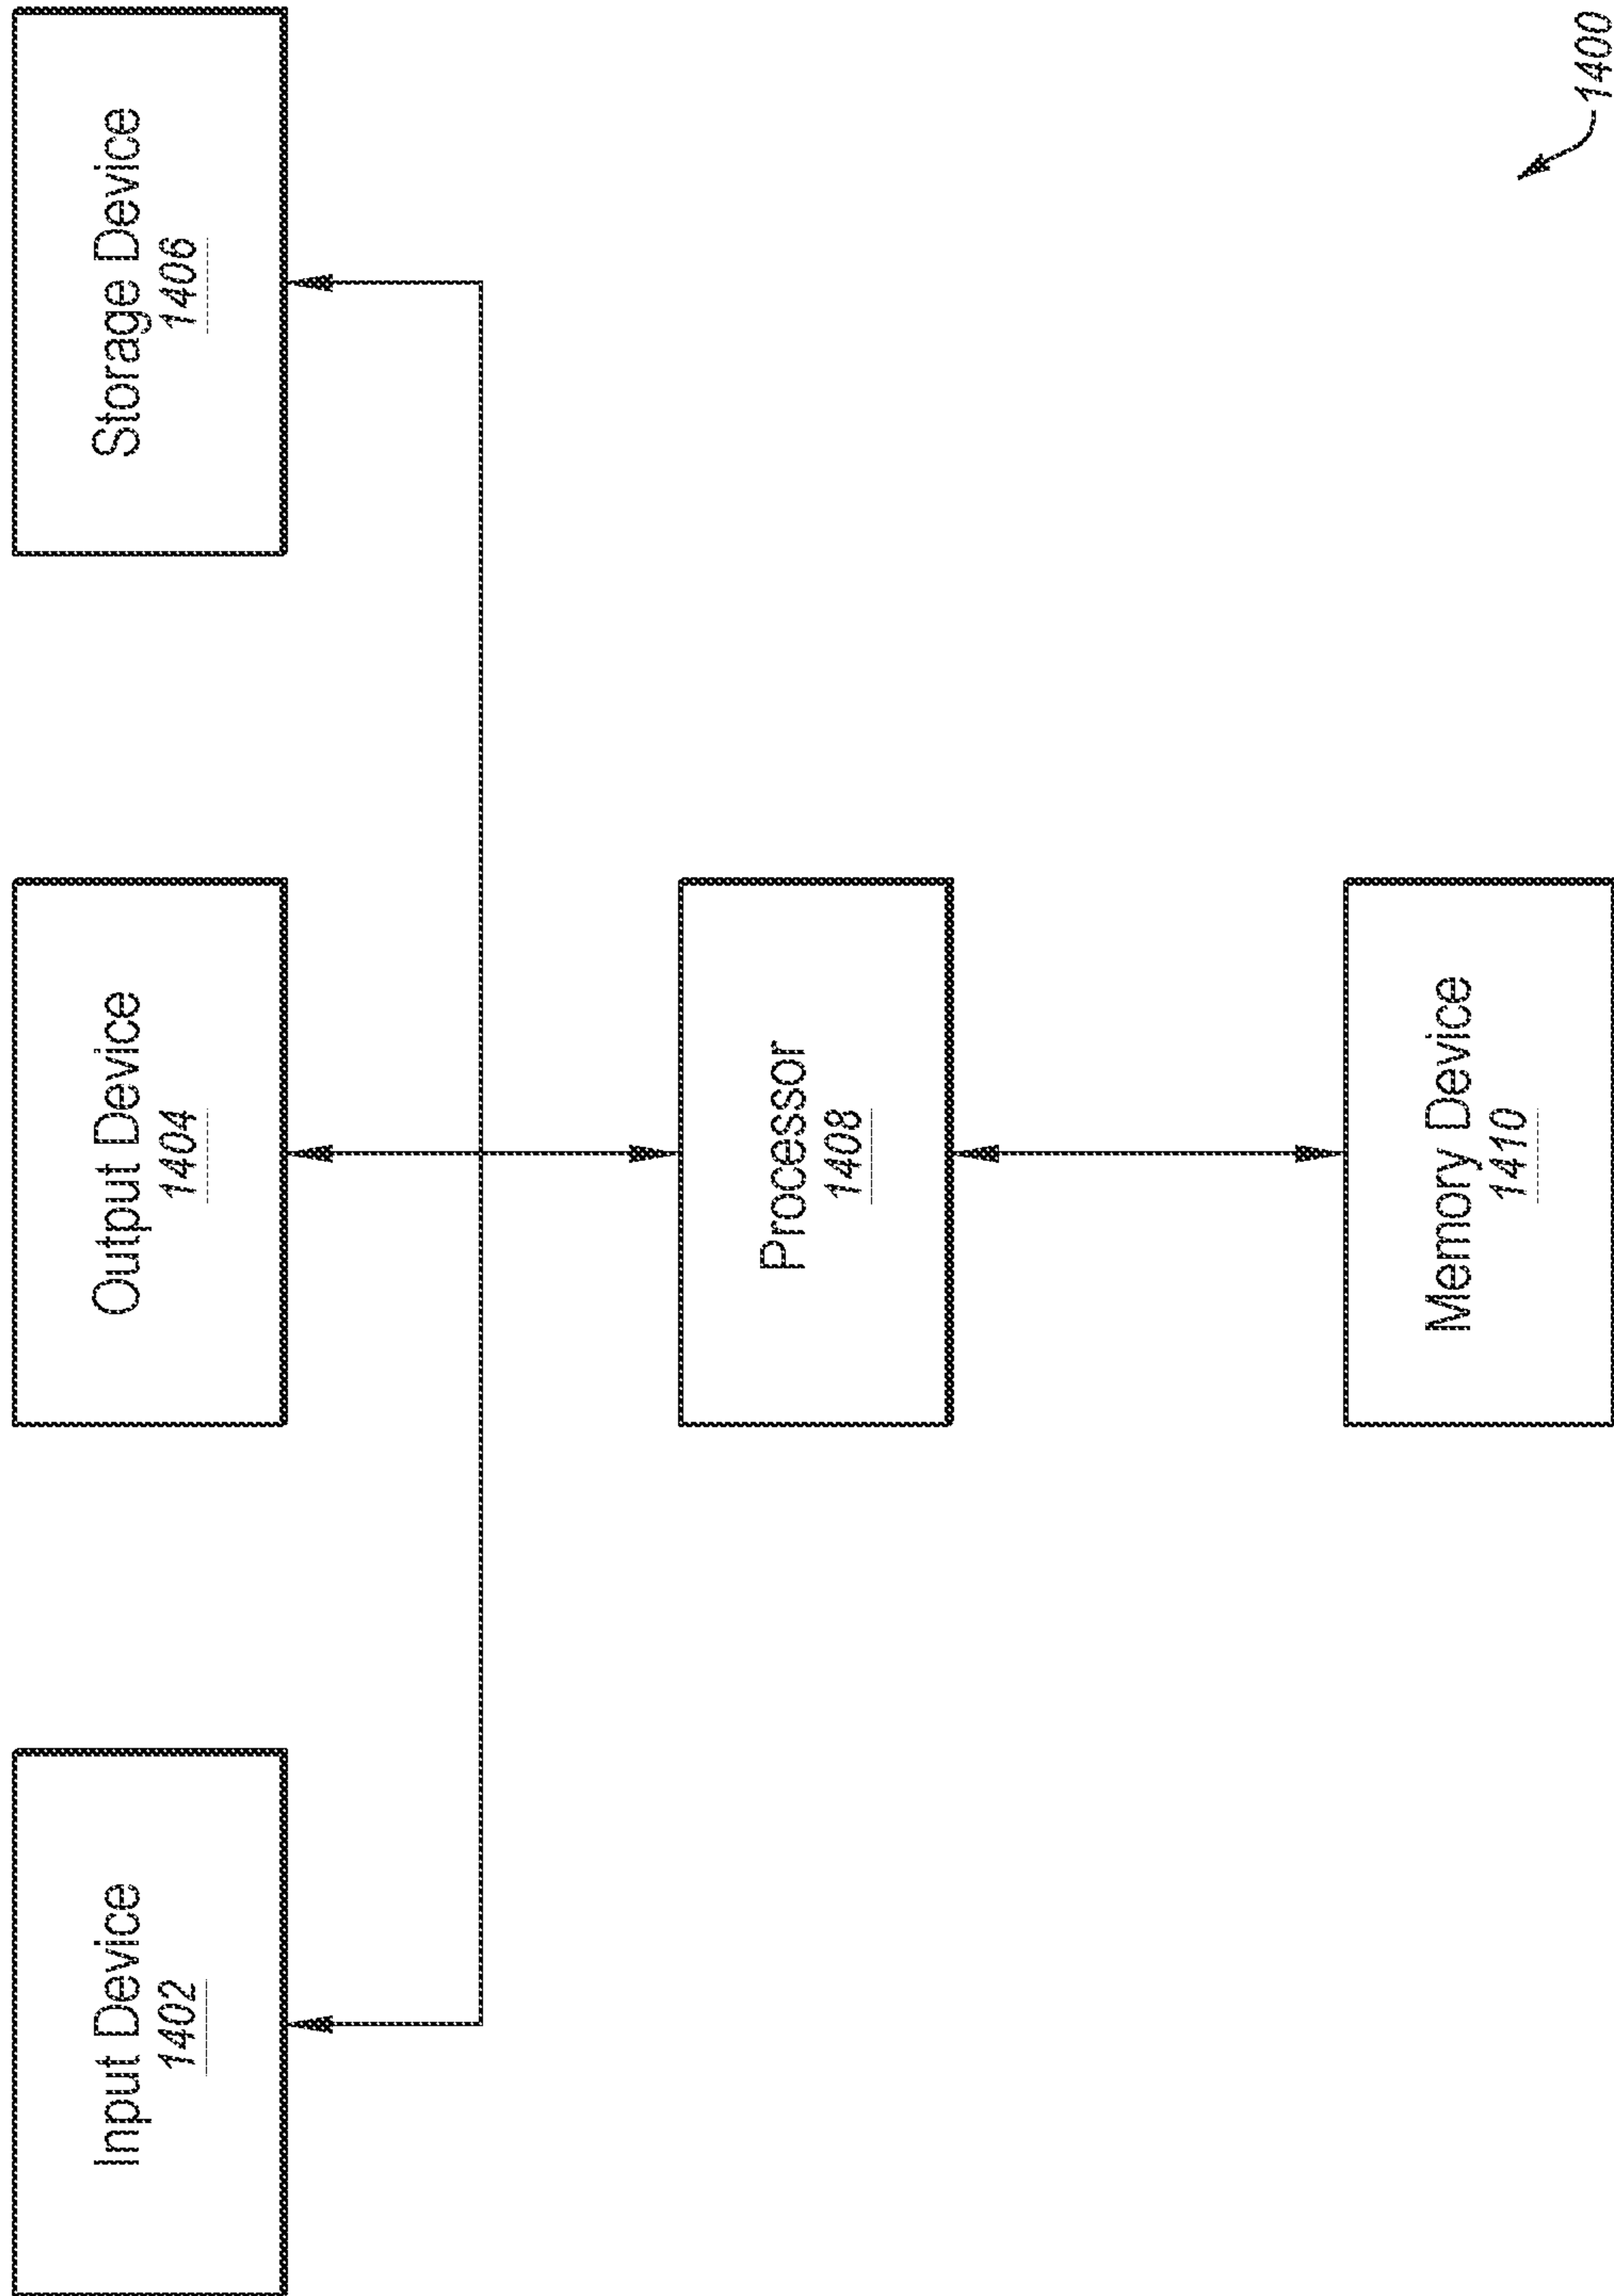 Input Device
1402
Output Device
1404
Storage Device
1406
Processor
1408
Memory Device
1410
1400